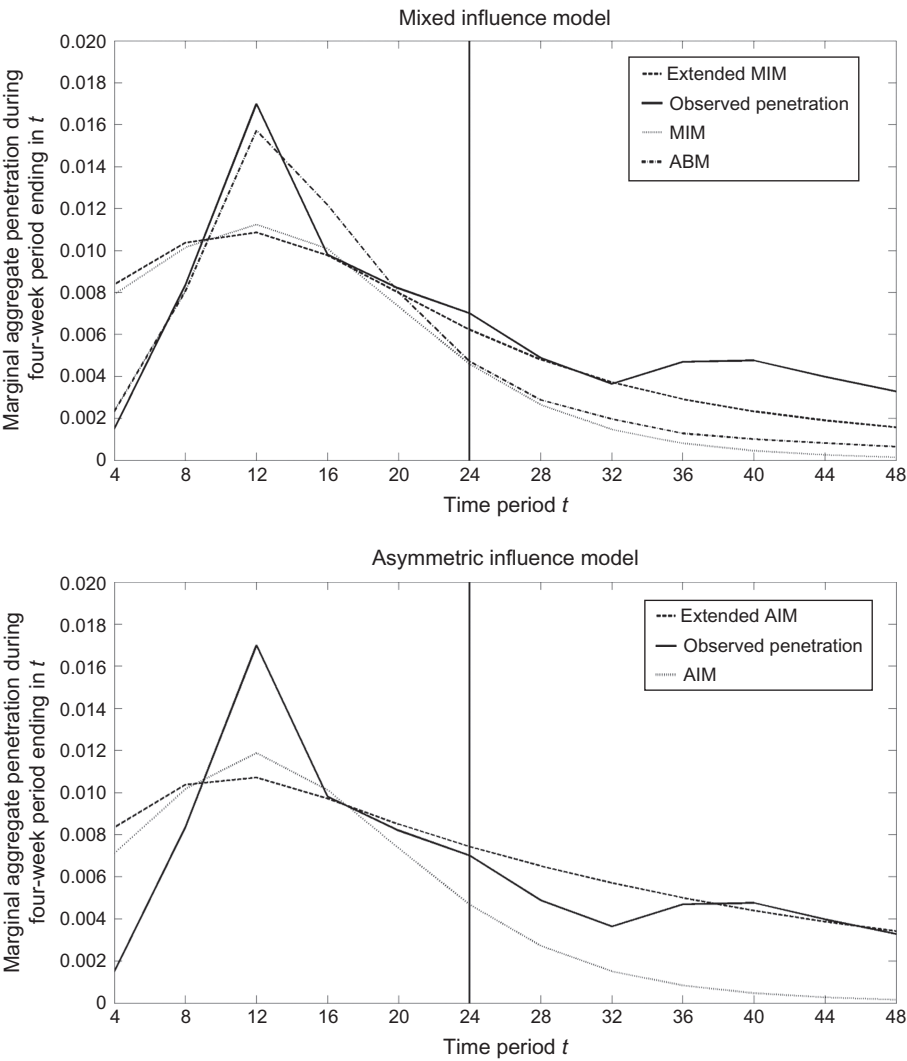 Mixed influence model
Marginal aggregate penetration during
four-week period ending in t
0.020
0.018
0.016
0.014
0.012
0.010
0.008
0.006
0.004
0.002
0
Extended MIM
Observed penetration
MIM
ABM
4 8 12 16 20 24 28 32 36 40 44 48
Time period t
Asymmetric influence model
Marginal aggregate penetration during
four-week period ending in t
0.020
0.018
0.016
0.014
0.012
0.010
0.008
0.006
0.004
0.002
0
Extended AIM
Observed penetration
AIM
4 8 12 16 20 24 28 32 36 40 44 48
Time period t